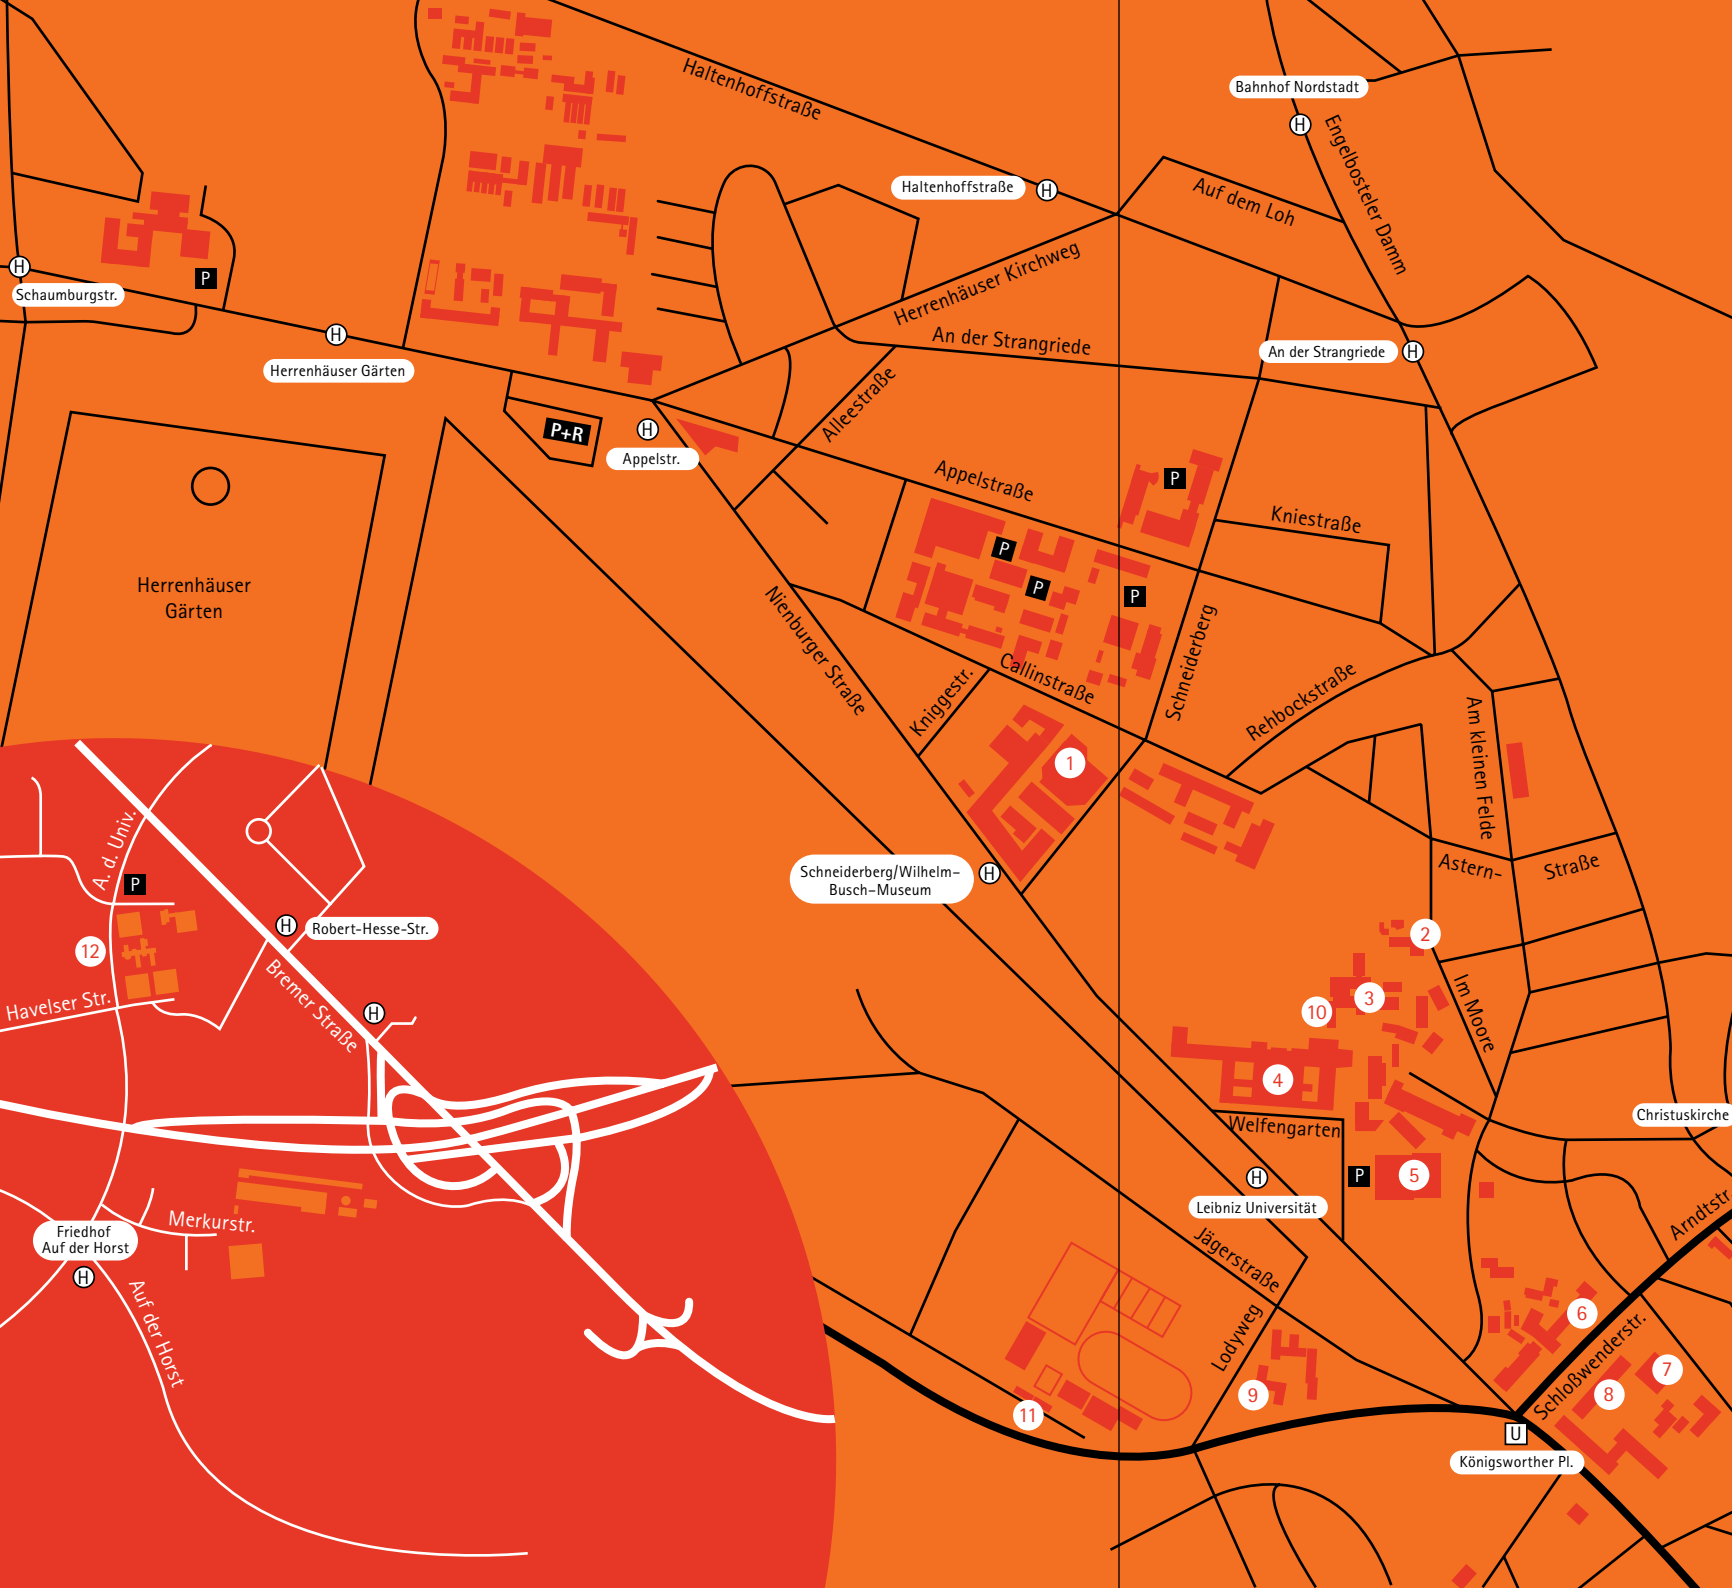 Haltenhoffstraße
Bahnhof Nordstadt
H
Engelbosteler Damm
Haltenhoffstraße
H
Auf dem Loh
Herrenhäuser Kirchweg
H
Schaumburgstr.
P
H
Herrenhäuser Gärten
An der Strangriede
An der Strangriede
H
Alleestraße
P+R
H
Appelstr.
Appelstraße
P
Kniestraße
P
P
P
Herrenhäuser
Gärten
Nienburger Straße
Callinstraße
Kniggestr.
Schneiderberg
Rehbockstraße
Am kleinen Felde
1
Astern-
Straße
Schneiderberg/Wilhelm-
Busch-Museum
H
A. d. Univ.
P
12
H
Robert-Hesse-Str.
Havelser Str.
Bremer Straße
H
2
3
10
Im Moore
4
Welfengarten
Christuskirche
P
5
H
Leibniz Universität
Jägerstraße
Arndtstr
Merkurstr.
Friedhof
Auf der Horst
H
Auf der Horst
Lodyweg
6
Schloßwenderstr.
7
8
9
11
U
Königsworther Pl.